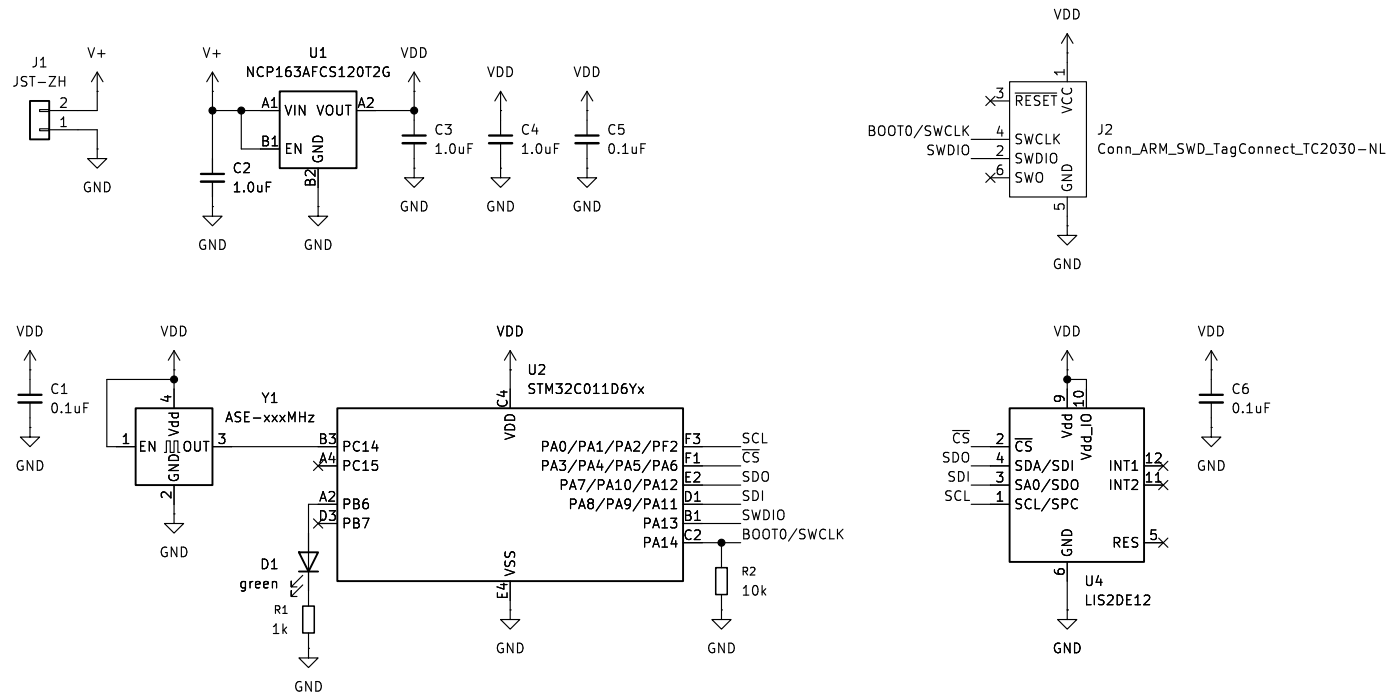 J1
JST-ZH
V+
2
1
GND
V+
U1
NCP163AFCS120T2G
A1
VIN
VOUT
A2
B1
EN
GND
B2
C2
1.0uF
GND
GND
VDD
C3
1.0uF
GND
VDD
C4
1.0uF
GND
VDD
C5
0.1uF
GND
VDD
1
3
RESET
VCC
BOOT0/SWCLK
4
SWCLK
SWDIO
2
SWDIO
6
SWO
GND
5
J2
Conn_ARM_SWD_TagConnect_TC2030-NL
GND
VDD
C1
0.1uF
GND
VDD
4
Vdd
Y1
ASE-xxxMHz
1
EN
OUT
3
GND
2
GND
VDD
U2
STM32C011D6Yx
C4
VDD
B3
PC14
A4
PC15
A2
PB6
D3
PB7
PA0/PA1/PA2/PF2
F3
SCL
PA3/PA4/PA5/PA6
F1
CS
PA7/PA10/PA12
E2
SDO
PA8/PA9/PA11
D1
SDI
PA13
B1
SWDIO
PA14
C2
BOOT0/SWCLK
VSS
E4
GND
D1
green
R1
1k
GND
R2
10k
GND
VDD
9
10
Vdd
Vdd_IO
CS
2
CS
SDO
4
SDA/SDI
SDI
3
SA0/SDO
SCL
1
SCL/SPC
INT1
12
INT2
11
RES
5
GND
6
U4
LIS2DE12
GND
VDD
C6
0.1uF
GND